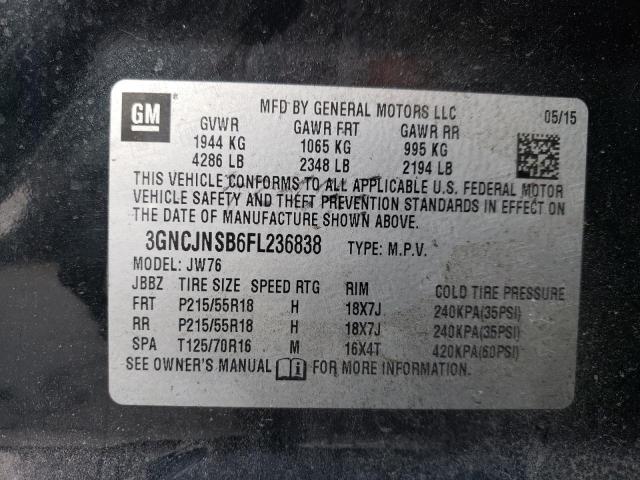 GM
MFD BY GENERAL MOTORS LLC 05/15
GVWR GAWR FRT GAWR RR
1944 KG 1065 KG 995 KG
4286 LB 2348 LB 2194 LB
THIS VEHICLE CONFORMS TO ALL APPLICABLE U.S. FEDERAL MOTOR
VEHICLE SAFETY AND THEFT PREVENTION STANDARDS IN EFFECT ON
THE DATE OF MANUFACTURE SHOWN ABOVE.
3GNCJNSB6FL236838 TYPE: M.P.V.
MODEL: JW76
JBBZ TIRE SIZE SPEED RTG RIM COLD TIRE PRESSURE
FRT P215/55R18 H 18X7J 240KPA(35PSI)
RR P215/55R18 H 18X7J 240KPA(35PSI)
SPA T125/70R16 M 16X4T 420KPA(60PSI)
SEE OWNER'S MANUAL FOR MORE INFORMATION.